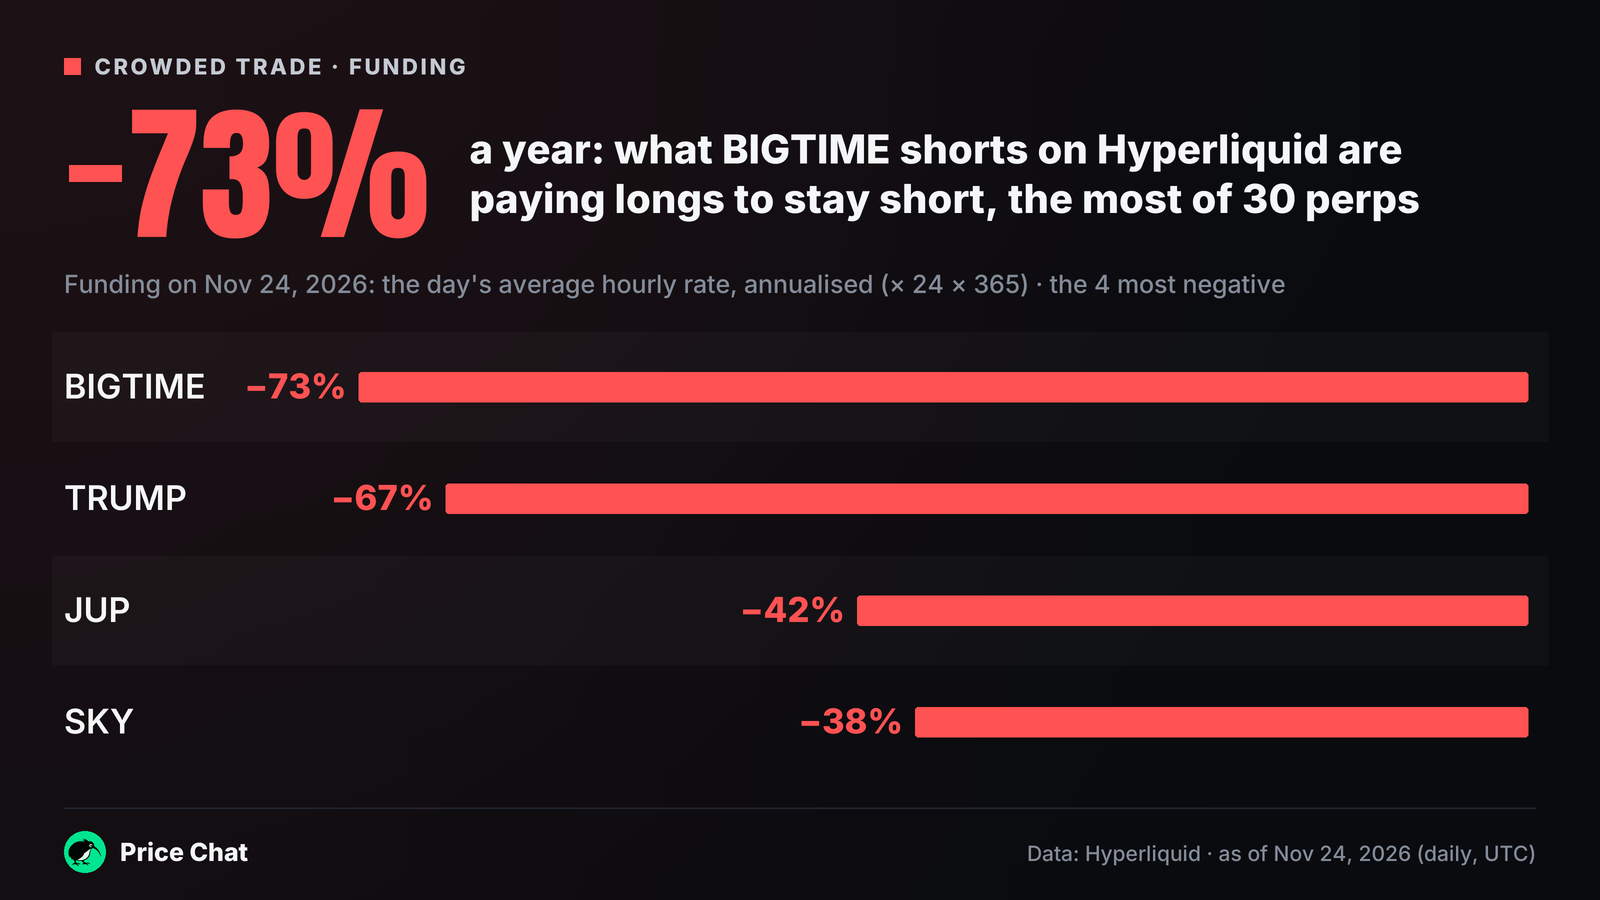 CROWDED TRADE · FUNDING
−73%
a year: what BIGTIME shorts on Hyperliquid are
paying longs to stay short, the most of 30 perps
Funding on Nov 24, 2026: the day's average hourly rate, annualised (× 24 × 365) · the 4 most negative
BIGTIME −73%
TRUMP −67%
JUP −42%
SKY −38%
Price Chat
Data: Hyperliquid · as of Nov 24, 2026 (daily, UTC)